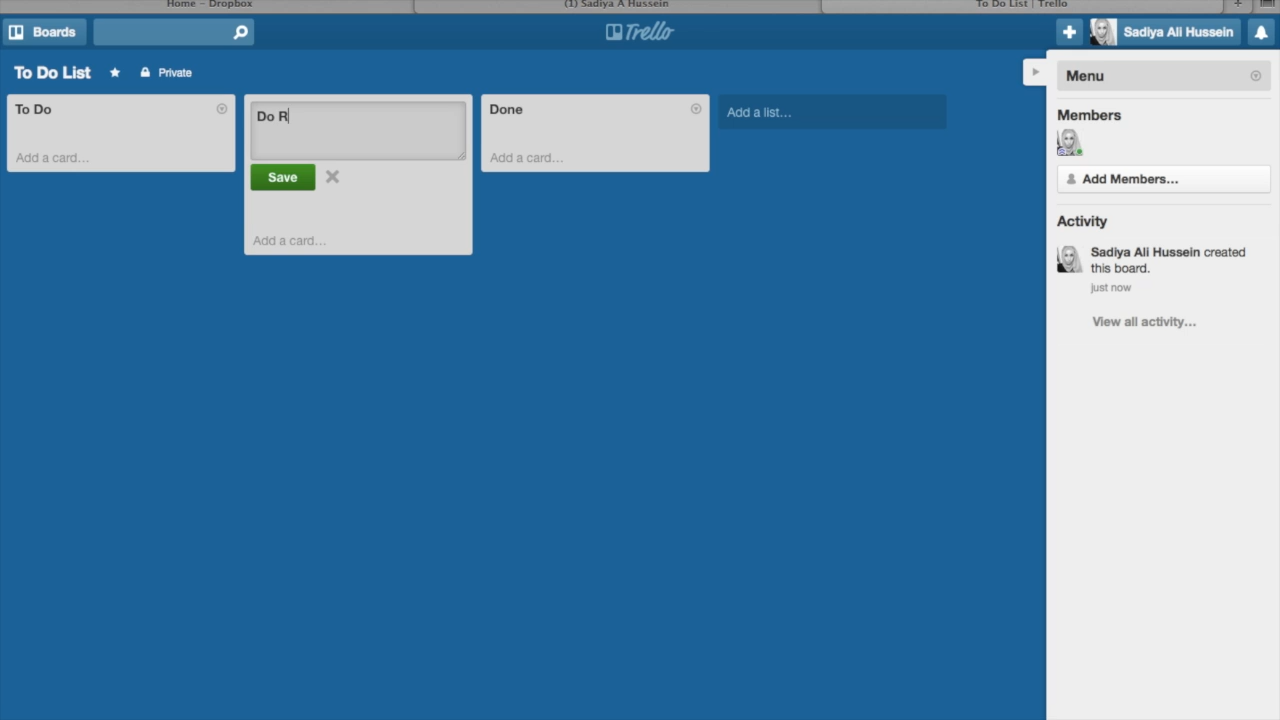 Home – Dropbox
(1) Sadiya A Hussein
To Do List | Trello
+
Boards
Trello
Sadiya Ali Hussein
To Do List
Private
To Do
Add a card…
Do R
Save
Add a card…
Done
Add a card…
Add a list…
Menu
Members
Add Members…
Activity
Sadiya Ali Hussein created
this board.
just now
View all activity…